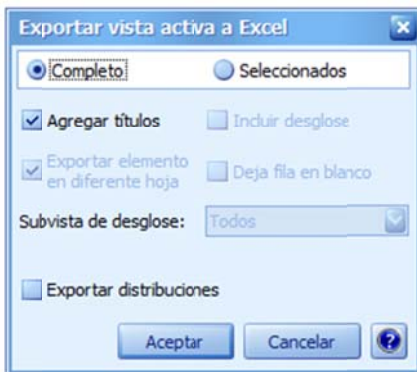 Exportar vista activa a Excel
Completo Seleccionados
Agregar títulos Incluir desglose
Exportar elemento
en diferente hoja Deja fila en blanco
Subvista de desglose: Todos
Exportar distribuciones
Aceptar Cancelar ?